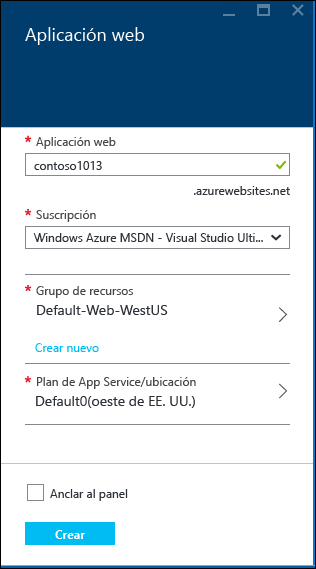 Aplicación web
* Aplicación web
contoso1013
.azurewebsites.net
* Suscripción
Windows Azure MSDN - Visual Studio Ulti...
* Grupo de recursos
Default-Web-WestUS
Crear nuevo
* Plan de App Service/ubicación
Default0(oeste de EE. UU.)
Anclar al panel
Crear